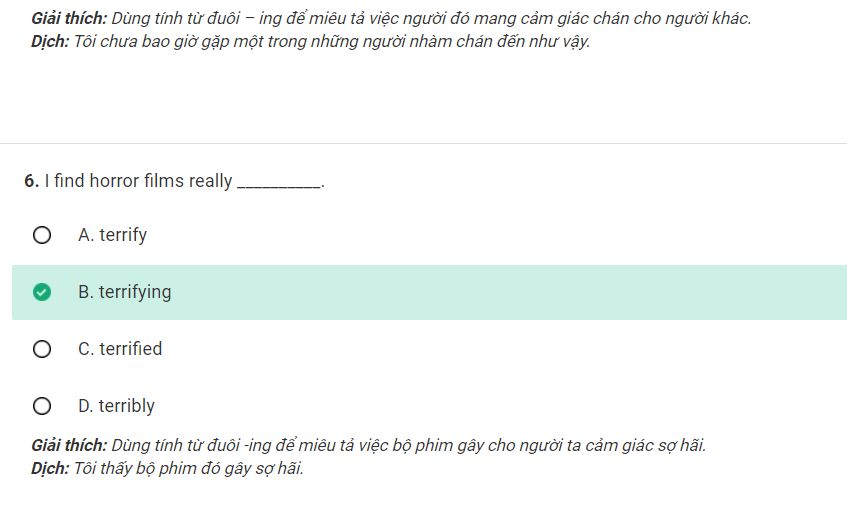 Giải thích: Dùng tính từ đuôi – ing để miêu tả việc người đó mang cảm giác chán cho người khác.
Dịch: Tôi chưa bao giờ gặp một trong những người nhàm chán đến như vậy.
6. I find horror films really __________.
A. terrify
B. terrifying
C. terrified
D. terribly
Giải thích: Dùng tính từ đuôi -ing để miêu tả việc bộ phim gây cho người ta cảm giác sợ hãi.
Dịch: Tôi thấy bộ phim đó gây sợ hãi.